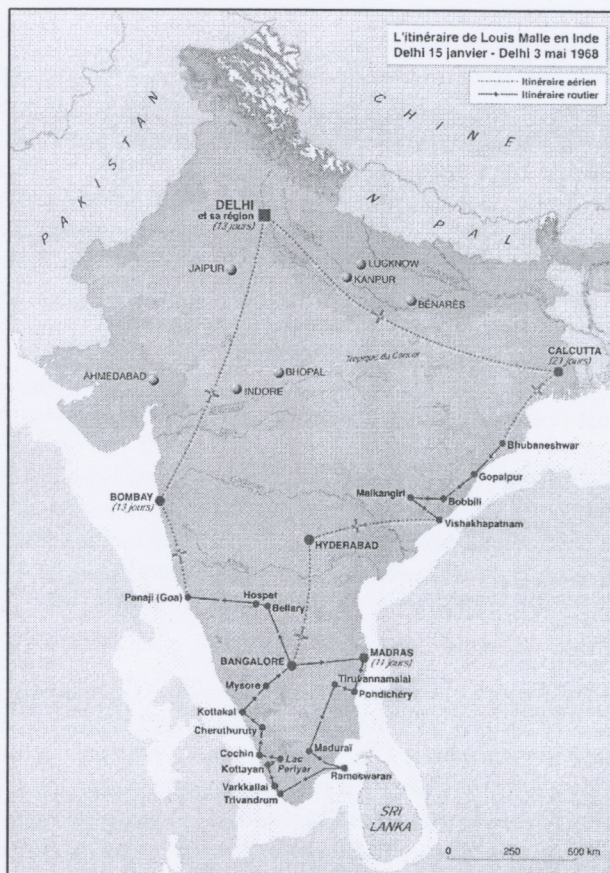 L'itinéraire de Louis Malle en Inde
Delhi 15 janvier - Delhi 3 mai 1968
Itinéraire aérien
Itinéraire routier
CHINE
PAKISTAN
NPAL
DELHI
et sa région
(13 jours)
JAIPUR
LUCKNOW
KANPUR
BÉNARÈS
CALCUTTA
(21 jours)
Tropique du Cancer
AHMEDABAD
BHOPAL
INDORE
Bhubaneshwar
Gopalpur
Malkangiri
Bobbili
Vishakhapatnam
BOMBAY
(13 jours)
HYDERABAD
Panaji (Goa)
Hospet
Bellary
BANGALORE
MADRAS
(11 jours)
Mysore
Tiruvannamalai
Pondichéry
Kottakal
Cheruthuruty
Cochin
Lac
Periyar
Kottayan
Maduraï
Rameswaran
Varkkallai
Trivandrum
SRI
LANKA
0 250 500 km